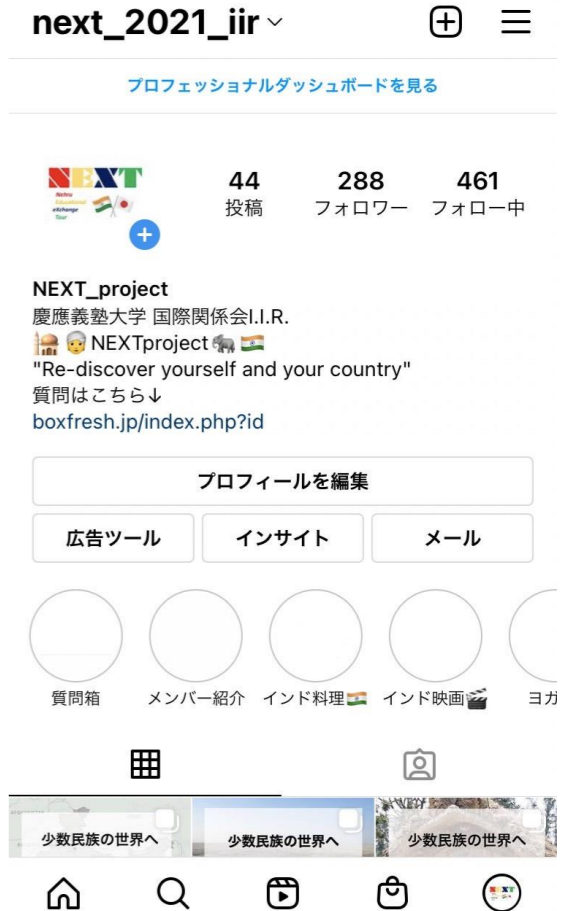 next_2021_iir
プロフェッショナルダッシュボードを見る
NEXT
Nehru
Educational
eXchange
Tour
44
投稿
288
フォロワー
461
フォロー中
NEXT_project
慶應義塾大学 国際関係会I.I.R.
🕌👳NEXTproject🐘🇮🇳
"Re-discover yourself and your country"
質問はこちら↓
boxfresh.jp/index.php?id
プロフィールを編集
広告ツール
インサイト
メール
質問箱
メンバー紹介
インド料理🇮🇳
インド映画🎬
ヨガ
少数民族の世界へ
少数民族の世界へ
少数民族の世界へ